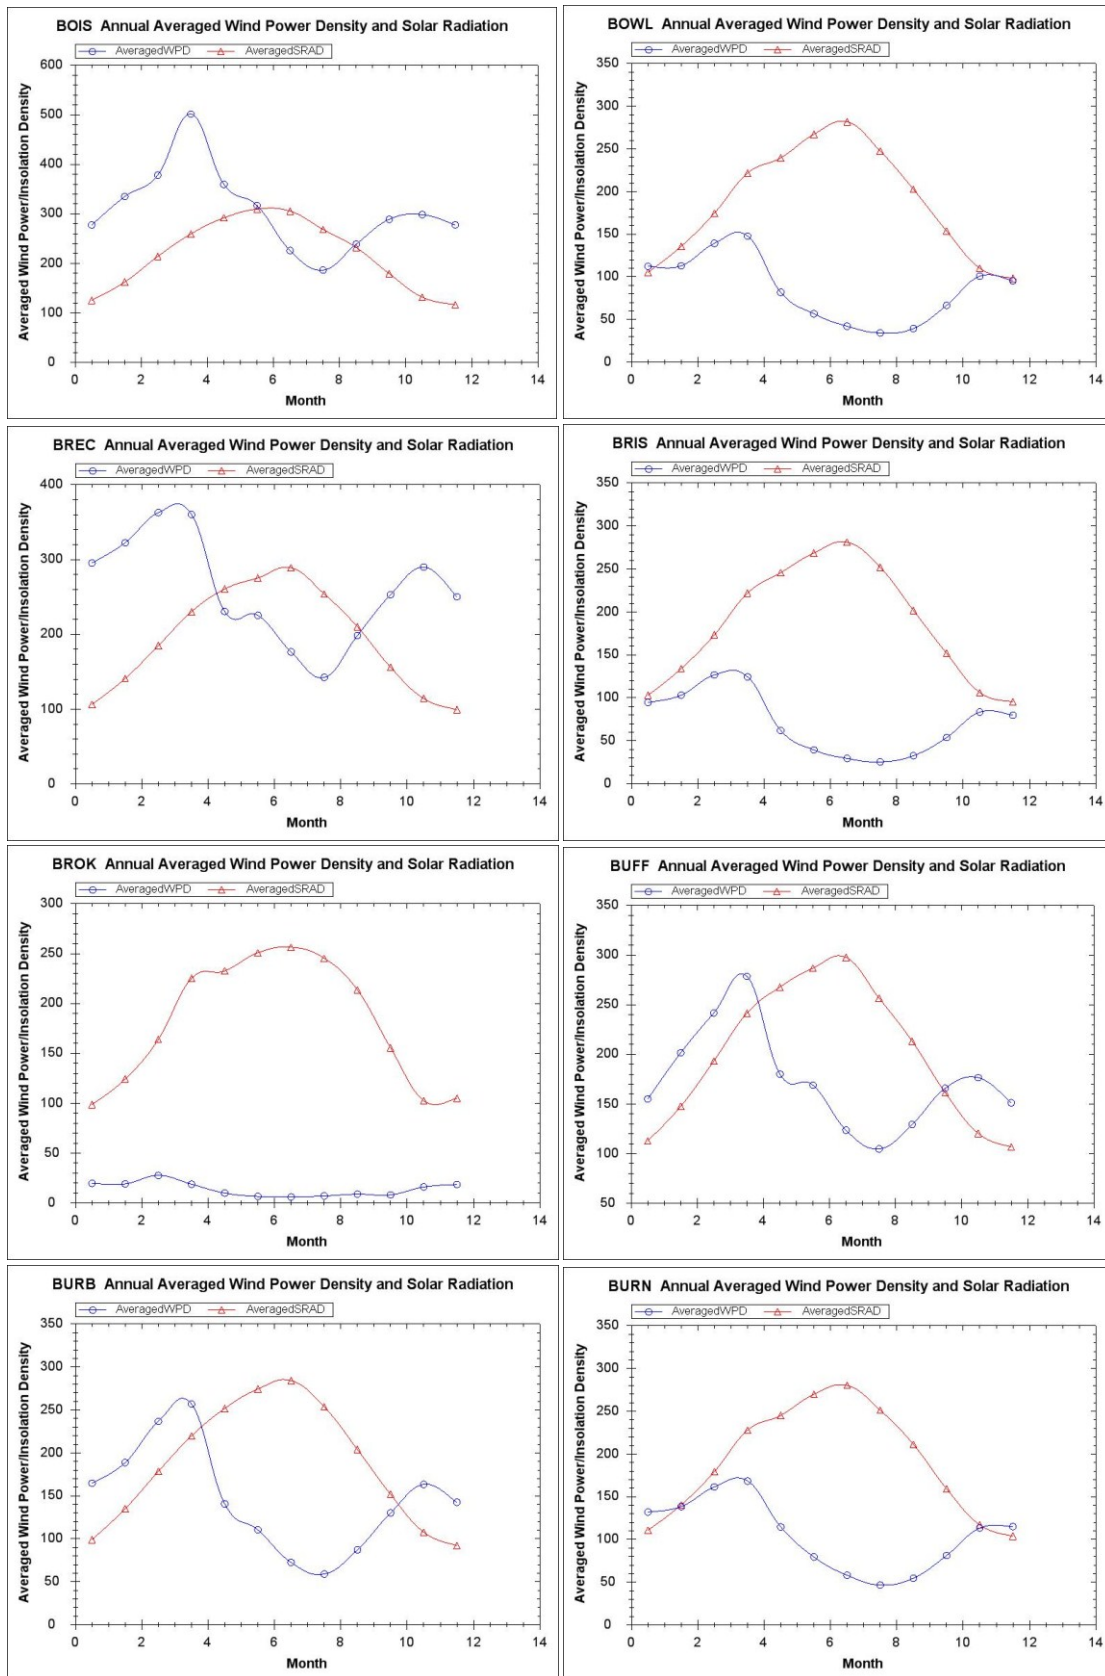 BOIS Annual Averaged Wind Power Density and Solar Radiation
AveragedWPD AveragedSRAD
Averaged Wind Power/Insolation Density
600
500
400
300
200
100
0
0 2 4 6 8 10 12 14
Month
BOWL Annual Averaged Wind Power Density and Solar Radiation
AveragedWPD AveragedSRAD
Averaged Wind Power/Insolation Density
350
300
250
200
150
100
50
0
0 2 4 6 8 10 12 14
Month
BREC Annual Averaged Wind Power Density and Solar Radiation
AveragedWPD AveragedSRAD
Averaged Wind Power/Insolation Density
400
300
200
100
0
0 2 4 6 8 10 12 14
Month
BRIS Annual Averaged Wind Power Density and Solar Radiation
AveragedWPD AveragedSRAD
Averaged Wind Power/Insolation Density
350
300
250
200
150
100
50
0
0 2 4 6 8 10 12 14
Month
BROK Annual Averaged Wind Power Density and Solar Radiation
AveragedWPD AveragedSRAD
Averaged Wind Power/Insolation Density
300
250
200
150
100
50
0
0 2 4 6 8 10 12 14
Month
BUFF Annual Averaged Wind Power Density and Solar Radiation
AveragedWPD AveragedSRAD
Averaged Wind Power/Insolation Density
350
300
250
200
150
100
50
0 2 4 6 8 10 12 14
Month
BURB Annual Averaged Wind Power Density and Solar Radiation
AveragedWPD AveragedSRAD
Averaged Wind Power/Insolation Density
350
300
250
200
150
100
50
0
0 2 4 6 8 10 12 14
Month
BURN Annual Averaged Wind Power Density and Solar Radiation
AveragedWPD AveragedSRAD
Averaged Wind Power/Insolation Density
350
300
250
200
150
100
50
0
0 2 4 6 8 10 12 14
Month